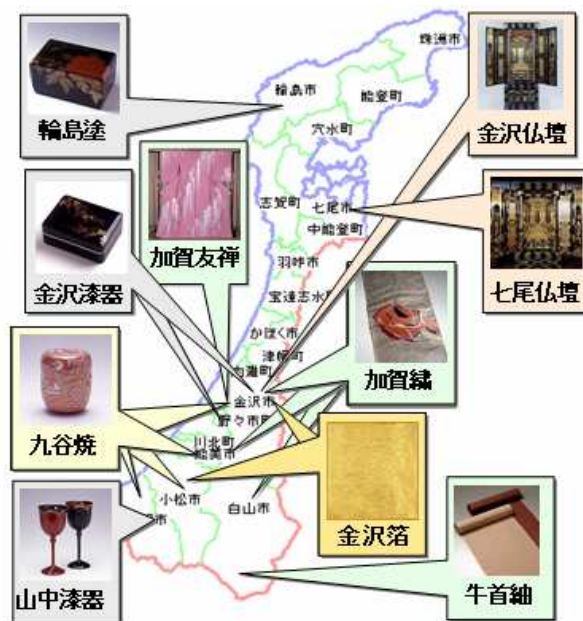 珠洲市
輪島市
能登町
穴水町
輪島塗
金沢仏壇
志賀町
七尾市
中能登町
加賀友禅
羽咋市
金沢漆器
七尾仏壇
宝達志水
かほく市
津幡町
内灘町
加賀繍
金沢市
野々市町
川北町
能美市
九谷焼
小松市
白山市
市
金沢箔
山中漆器
牛首紬